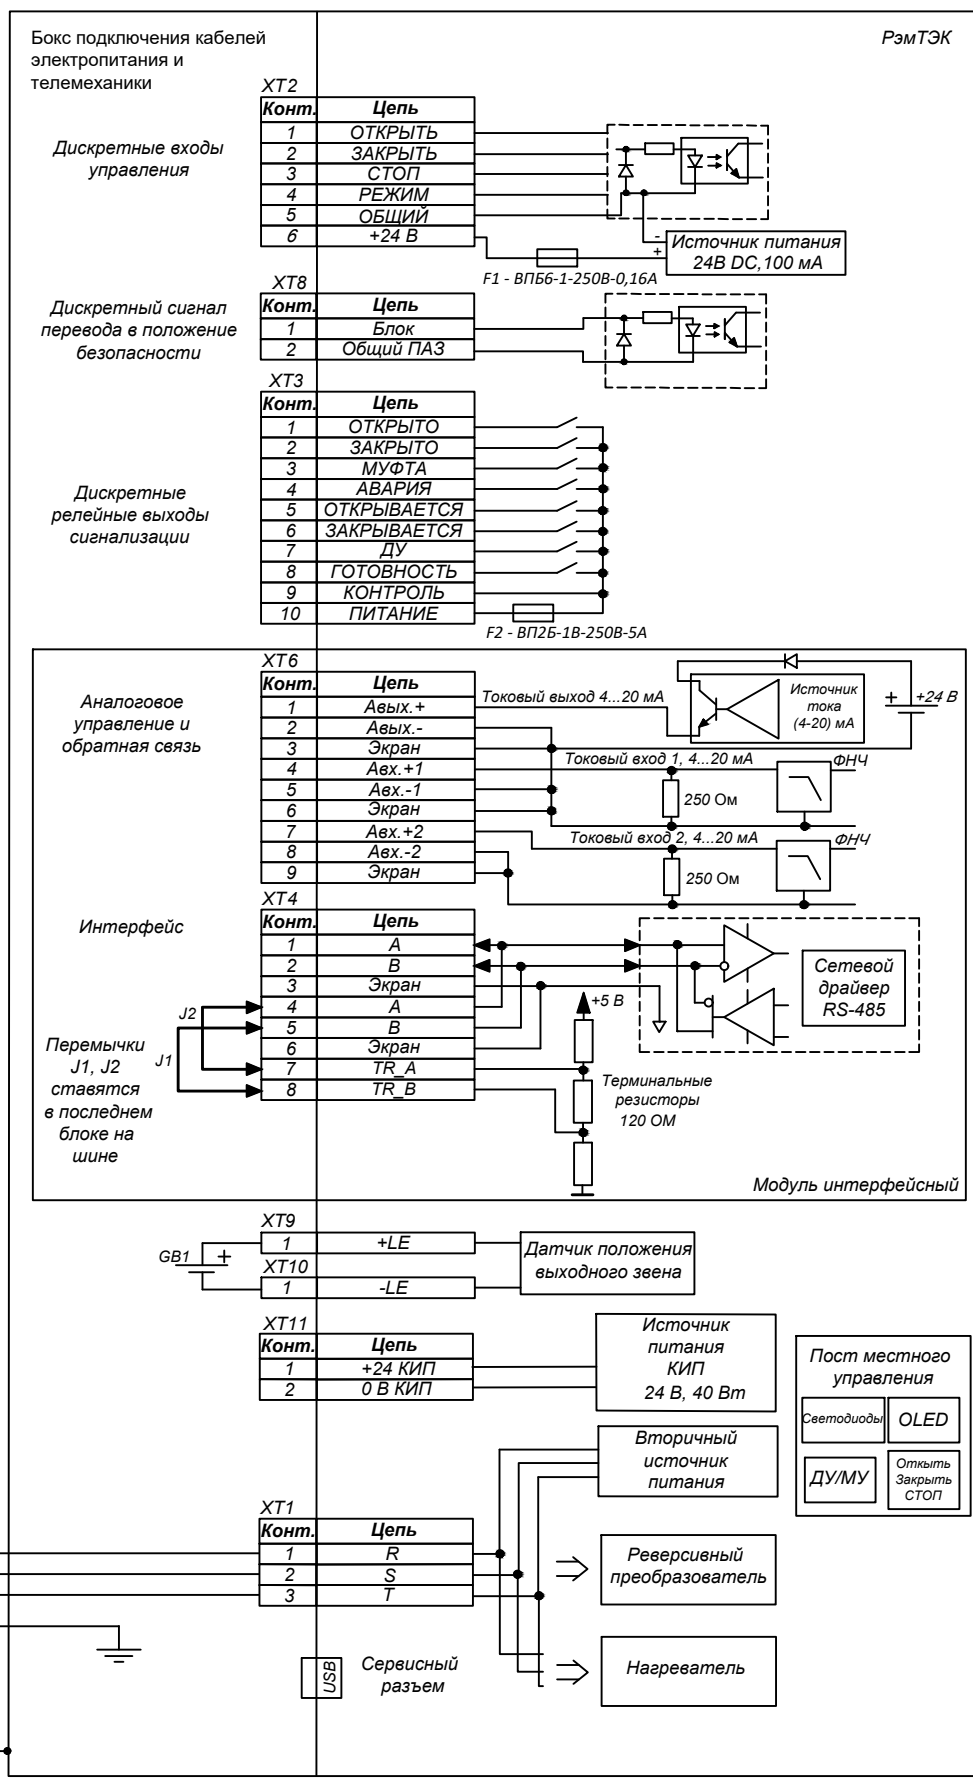 Бокс подключения кабелей
электропитания и
телемеханики
РэмТЭК
XT2
Конт. Цепь
Дискретные входы
управления
1 ОТКРЫТЬ
2 ЗАКРЫТЬ
3 СТОП
4 РЕЖИМ
5 ОБЩИЙ
6 +24 В
-
+
Источник питания
24В DC,100 мА
F1 - ВПБ6-1-250В-0,16А
XT8
Дискретный сигнал
перевода в положение
безопасности
Конт. Цепь
1 Блок
2 Общий ПАЗ
XT3
Конт. Цепь
Дискретные
релейные выходы
сигнализации
1 ОТКРЫТО
2 ЗАКРЫТО
3 МУФТА
4 АВАРИЯ
5 ОТКРЫВАЕТСЯ
6 ЗАКРЫВАЕТСЯ
7 ДУ
8 ГОТОВНОСТЬ
9 КОНТРОЛЬ
10 ПИТАНИЕ
F2 - ВП2Б-1В-250В-5А
XT6
Аналоговое
управление и
обратная связь
Конт. Цепь
1 Авых.+
2 Авых.-
3 Экран
4 Авх.+1
5 Авх.-1
6 Экран
7 Авх.+2
8 Авх.-2
9 Экран
Токовый выход 4...20 мА
Источник
тока
(4-20) мА
+ +24 В
Токовый вход 1, 4...20 мА
ФНЧ
250 Ом
Токовый вход 2, 4...20 мА
ФНЧ
250 Ом
XT4
Интерфейс
Конт. Цепь
1 A
2 B
3 Экран
4 A
5 B
6 Экран
7 TR_A
8 TR_B
J2
J1
Перемычки
J1, J2
ставятся
в последнем
блоке на
шине
+5 В
Сетевой
драйвер
RS-485
Терминальные
резисторы
120 ОМ
Модуль интерфейсный
XT9
1 +LE
GB1 +
XT10
1 -LE
Датчик положения
выходного звена
XT11
Конт. Цепь
1 +24 КИП
2 0 В КИП
Источник
питания
КИП
24 В, 40 Вт
Пост местного
управления
Светодиоды OLED
ДУ/МУ
Откыть
Закрыть
СТОП
Вторичный
источник
питания
XT1
Конт. Цепь
1 R
2 S
3 T
Реверсивный
преобразователь
USB
Сервисный
разъем
Нагреватель